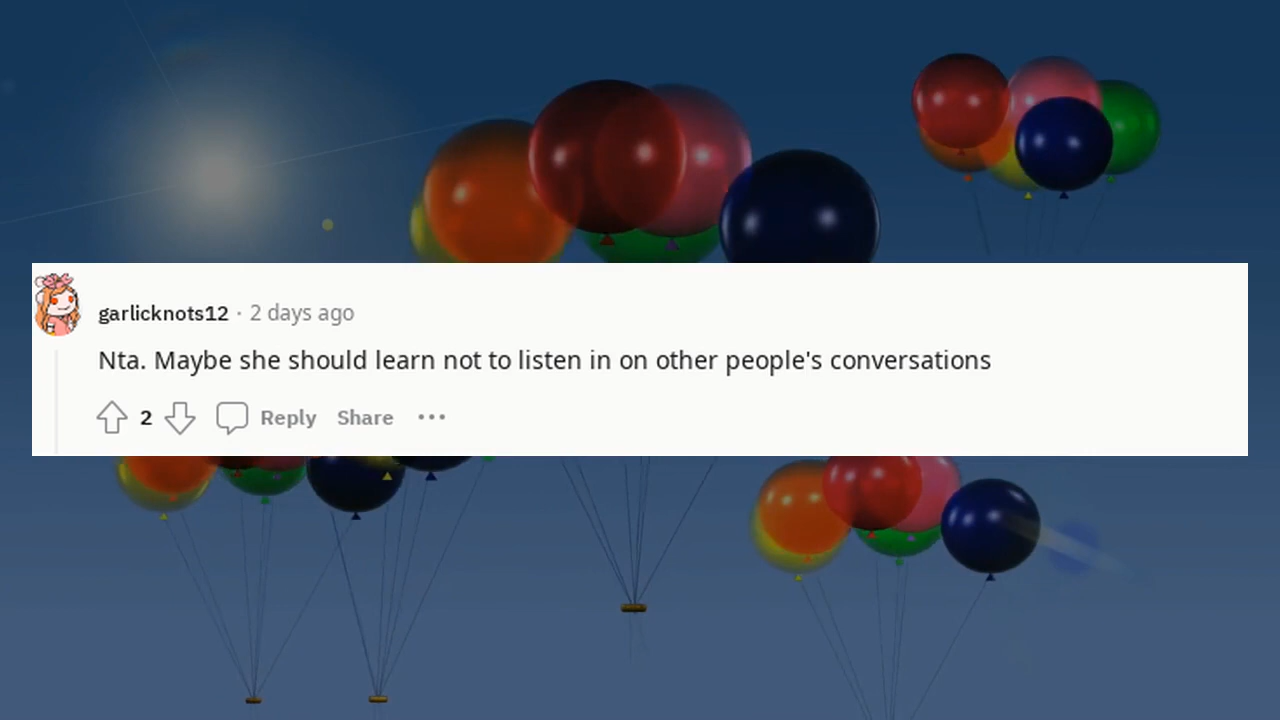 garlicknots12 · 2 days ago
Nta. Maybe she should learn not to listen in on other people's conversations
2 Reply Share